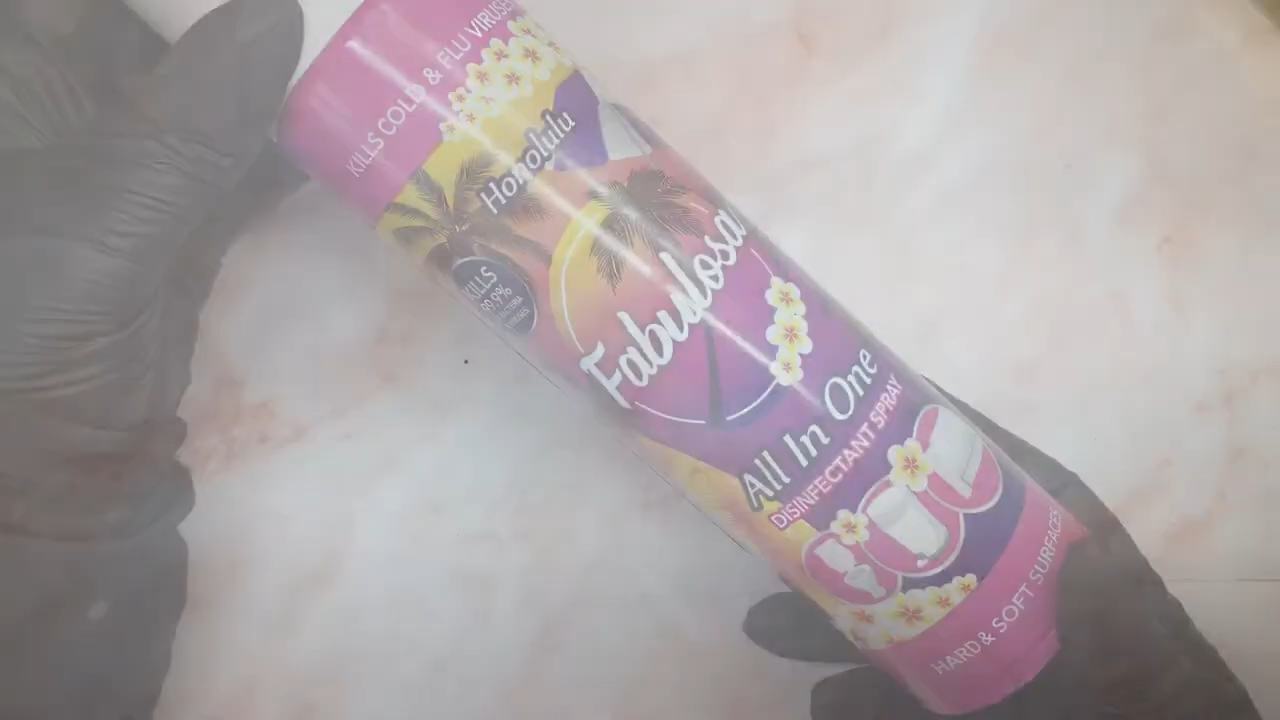 KILLS COLD & FLU VIRUSES
Honolulu
KILLS
99.9%
Fabulosa
All In One
DISINFECTANT SPRAY
HARD & SOFT SURFACES